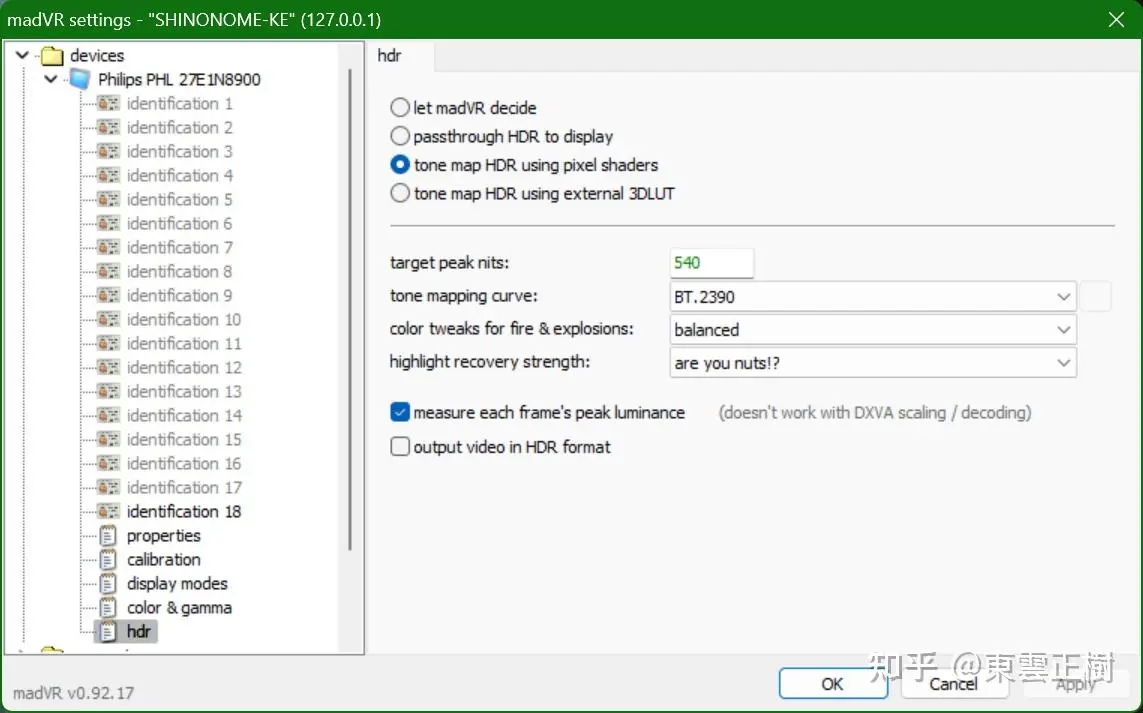 madVR settings - "SHINONOME-KE" (127.0.0.1)
devices
Philips PHL 27E1N8900
identification 1
identification 2
identification 3
identification 4
identification 5
identification 6
identification 7
identification 8
identification 9
identification 10
identification 11
identification 12
identification 13
identification 14
identification 15
identification 16
identification 17
identification 18
properties
calibration
display modes
color & gamma
hdr
hdr
let madVR decide
passthrough HDR to display
tone map HDR using pixel shaders
tone map HDR using external 3DLUT
target peak nits: 540
tone mapping curve: BT.2390
color tweaks for fire & explosions: balanced
highlight recovery strength: are you nuts!?
measure each frame's peak luminance (doesn't work with DXVA scaling / decoding)
output video in HDR format
知乎 @東雲正樹
madVR v0.92.17
OK Cancel Apply